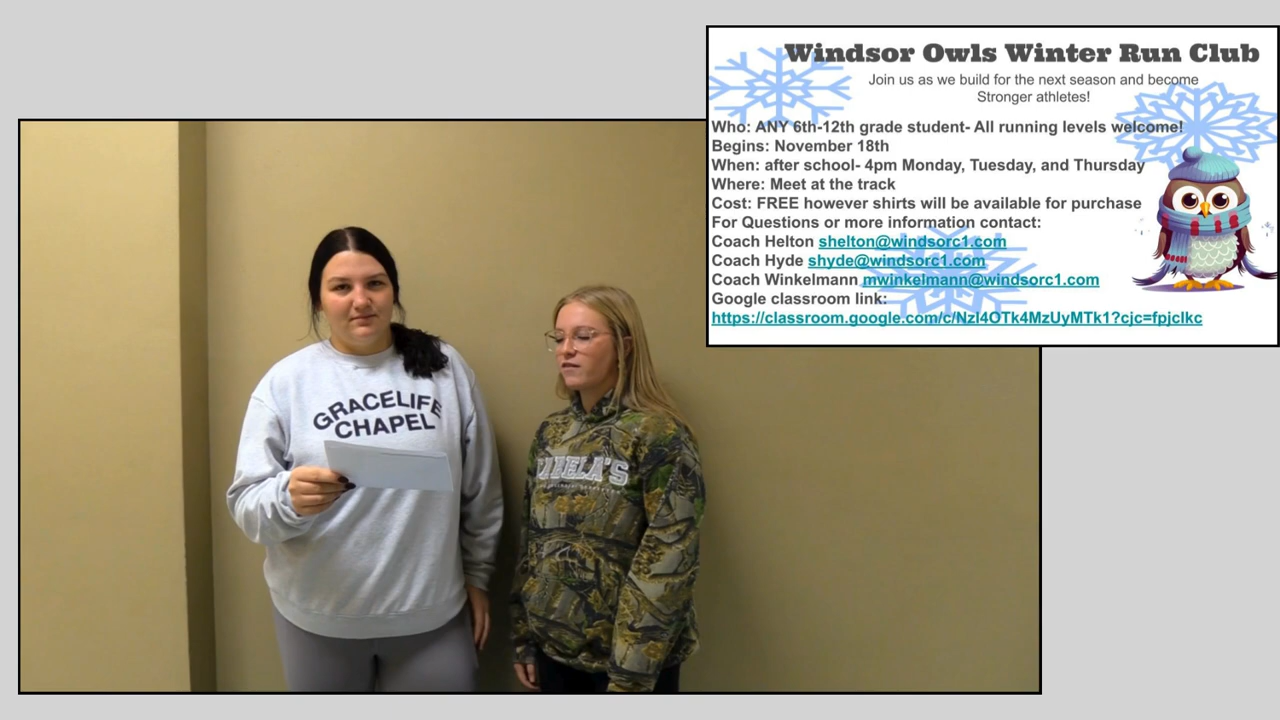 Windsor Owls Winter Run Club
Join us as we build for the next season and become
Stronger athletes!
Who: ANY 6th-12th grade student- All running levels welcome!
Begins: November 18th
When: after school- 4pm Monday, Tuesday, and Thursday
Where: Meet at the track
Cost: FREE however shirts will be available for purchase
For Questions or more information contact:
Coach Helton shelton@windsorc1.com
Coach Hyde shyde@windsorc1.com
Coach Winkelmann mwinkelmann@windsorc1.com
Google classroom link:
https://classroom.google.com/c/NzI4OTk4MzUyMTk1?cjc=fpjclkc
GRACELIFE
CHAPEL
CABELA'S